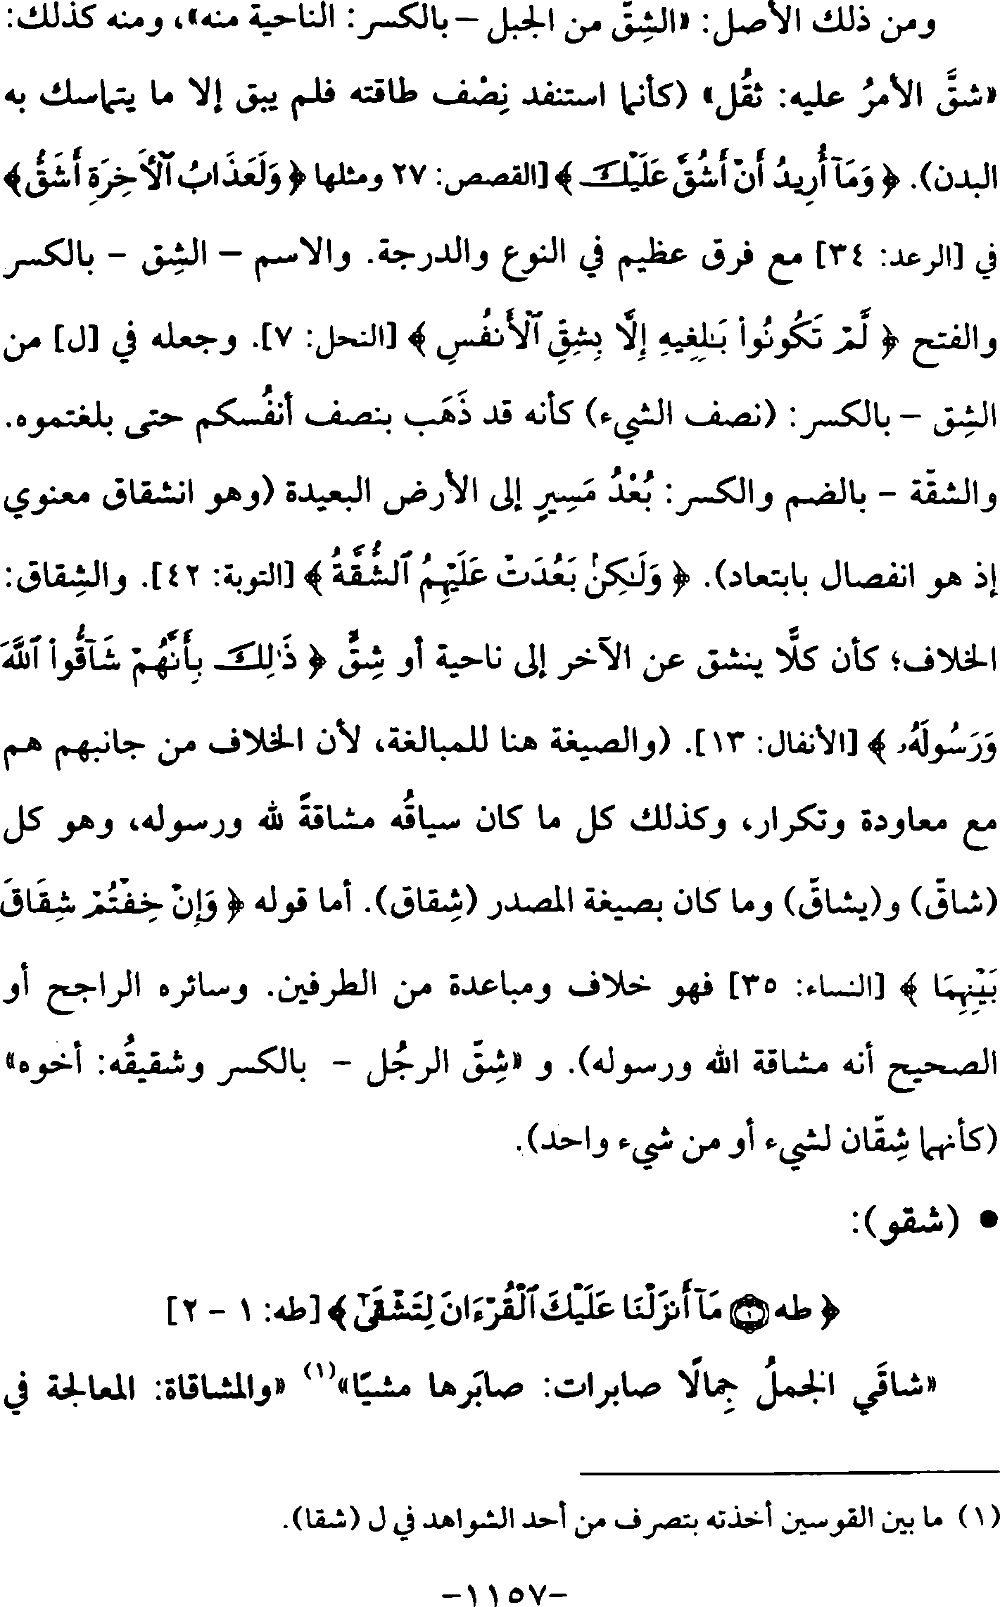 ومن ذلك الأصل: «الشِقّ من الجبل – بالكسر: الناحية منه»، ومنه كذلك:
«شقَّ الأمرُ عليه: ثقُل» (كأنما استنفد نِصْف طاقته فلم يبق إلا ما يتماسك به
البدن). ﴿ وَمَآ أُرِيدُ أَنْ أَشُقَّ عَلَيْكَ ﴾ [القصص: ٢٧ ومثلها ﴿ وَلَعَذَابُ ٱلْأَخِرَةِ أَشَقُّ ﴾
في [الرعد: ٣٤] مع فرق عظيم في النوع والدرجة. والاسم – الشِق – بالكسر
والفتح ﴿ لَّمْ تَكُونُواْ بَـٰلِغِيهِ إِلَّا بِشِقِّ ٱلْأَنفُسِ ﴾ [النحل: ٧]. وجعله في [ل] من
الشِق – بالكسر: (نصف الشيء) كأنه قد ذَهَب بنصف أنفُسكم حتى بلغتموه.
والشقّة – بالضم والكسر: بُعْدُ مَسِيرٍ إلى الأرض البعيدة (وهو انشقاق معنوي
إذ هو انفصال بابتعاد). ﴿ وَلَـٰكِنۢ بَعُدَتْ عَلَيْهِمُ ٱلشُّقَّةُ ﴾ [التوبة: ٤٢]. والشِقاق:
الخلاف؛ كأن كلًّا ينشق عن الآخر إلى ناحية أو شِقٍّ ﴿ ذَٰلِكَ بِأَنَّهُمْ شَآقُّواْ ٱللَّهَ
وَرَسُولَهُۥ ﴾ [الأنفال: ١٣]. (والصيغة هنا للمبالغة، لأن الخلاف من جانبهم هم
مع معاودة وتكرار، وكذلك كل ما كان سياقُه مشاقةً لله ورسوله، وهو كل
(شاقّ) و(يشاقّ) وما كان بصيغة المصدر (شِقاق). أما قوله ﴿ وَإِنْ خِفْتُمْ شِقَاقَ
بَيْنِهِمَا ﴾ [النساء: ٣٥] فهو خلاف ومباعدة من الطرفين. وسائره الراجح أو
الصحيح أنه مشاقة الله ورسوله). و «شِقّ الرجُل – بالكسر وشقيقُه: أخوه»
(كأنهما شِقّان لشيء أو من شيء واحد).
● (شقو):
﴿ طه ١ مَآ أَنزَلْنَا عَلَيْكَ ٱلْقُرْءَانَ لِتَشْقَىٰٓ ﴾ [طه: ١ – ٢]
«شاقَي الجملُ جِمالًا صابرات: صابَرها مشيًا»(١) «والمشاقاة: المعالجة في
(١) ما بين القوسين أخذته بتصرف من أحد الشواهد في ل (شقا).
–١١٥٧–